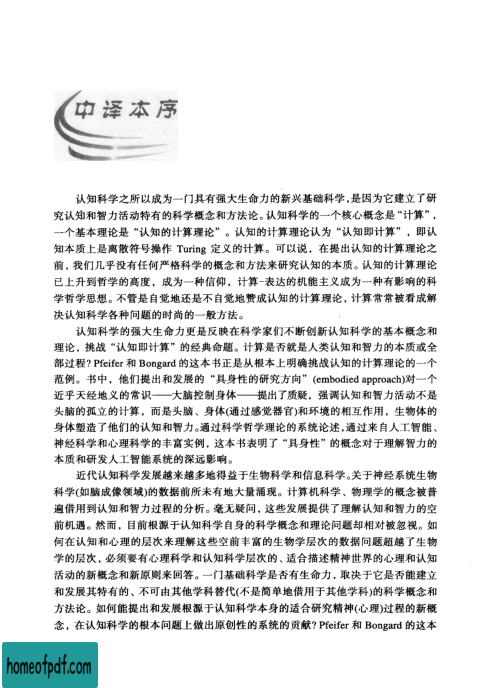 中译本序
认知科学之所以成为一门具有强大生命力的新兴基础科学,是因为它建立了研
究认知和智力活动特有的科学概念和方法论。认知科学的一个核心概念是“计算”,
一个基本理论是“认知的计算理论”。认知的计算理论认为“认知即计算”,即认
知本质上是离散符号操作 Turing 定义的计算。可以说,在提出认知的计算理论之
前,我们几乎没有任何严格科学的概念和方法来研究认知的本质。认知的计算理论
已上升到哲学的高度,成为一种信仰,计算-表达的机能主义成为一种有影响的科
学哲学思想。不管是自觉地还是不自觉地赞成认知的计算理论,计算常常被看成解
决认知科学各种问题的时尚的一般方法。
认知科学的强大生命力更是反映在科学家们不断创新认知科学的基本概念和
理论,挑战“认知即计算”的经典命题。计算是否就是人类认知和智力的本质或全
部过程?Pfeifer 和 Bongard 的这本书正是从根本上明确挑战认知的计算理论的一个
范例。书中,他们提出和发展的“具身性的研究方向”(embodied approach)对一个
近乎天经地义的常识——大脑控制身体——提出了质疑,强调认知和智力活动不是
头脑的孤立的计算,而是头脑、身体(通过感觉器官)和环境的相互作用,生物体的
身体塑造了他们的认知和智力。通过科学哲学理论的系统论述,通过来自人工智能、
神经科学和心理科学的丰富实例,这本书表明了“具身性”的概念对于理解智力的
本质和研发人工智能系统的深远影响。
近代认知科学发展越来越多地得益于生物科学和信息科学。关于神经系统生物
科学(如脑成像领域)的数据前所未有地大量涌现。计算机科学、物理学的概念被普
遍借用到认知和智力过程的分析。毫无疑问,这些发展提供了理解认知和智力的空
前机遇。然而,目前根源于认知科学自身的科学概念和理论问题却相对被忽视。如
何在认知和心理的层次来理解这些空前丰富的生物学层次的数据问题超越了生物
学的层次,必须要有心理科学和认知科学层次的、适合描述精神世界的心理和认知
活动的新概念和新原则来回答。一门基础科学是否有生命力,取决于它是否能建立
和发展其特有的、不可由其他学科替代(不是简单地借用于其他学科)的科学概念和
方法论。如何能提出和发展根源于认知科学本身的适合研究精神(心理)过程的新概
念,在认知科学的根本问题上做出原创性的系统的贡献?Pfeifer 和 Bongard 的这本
homeofpdf.com